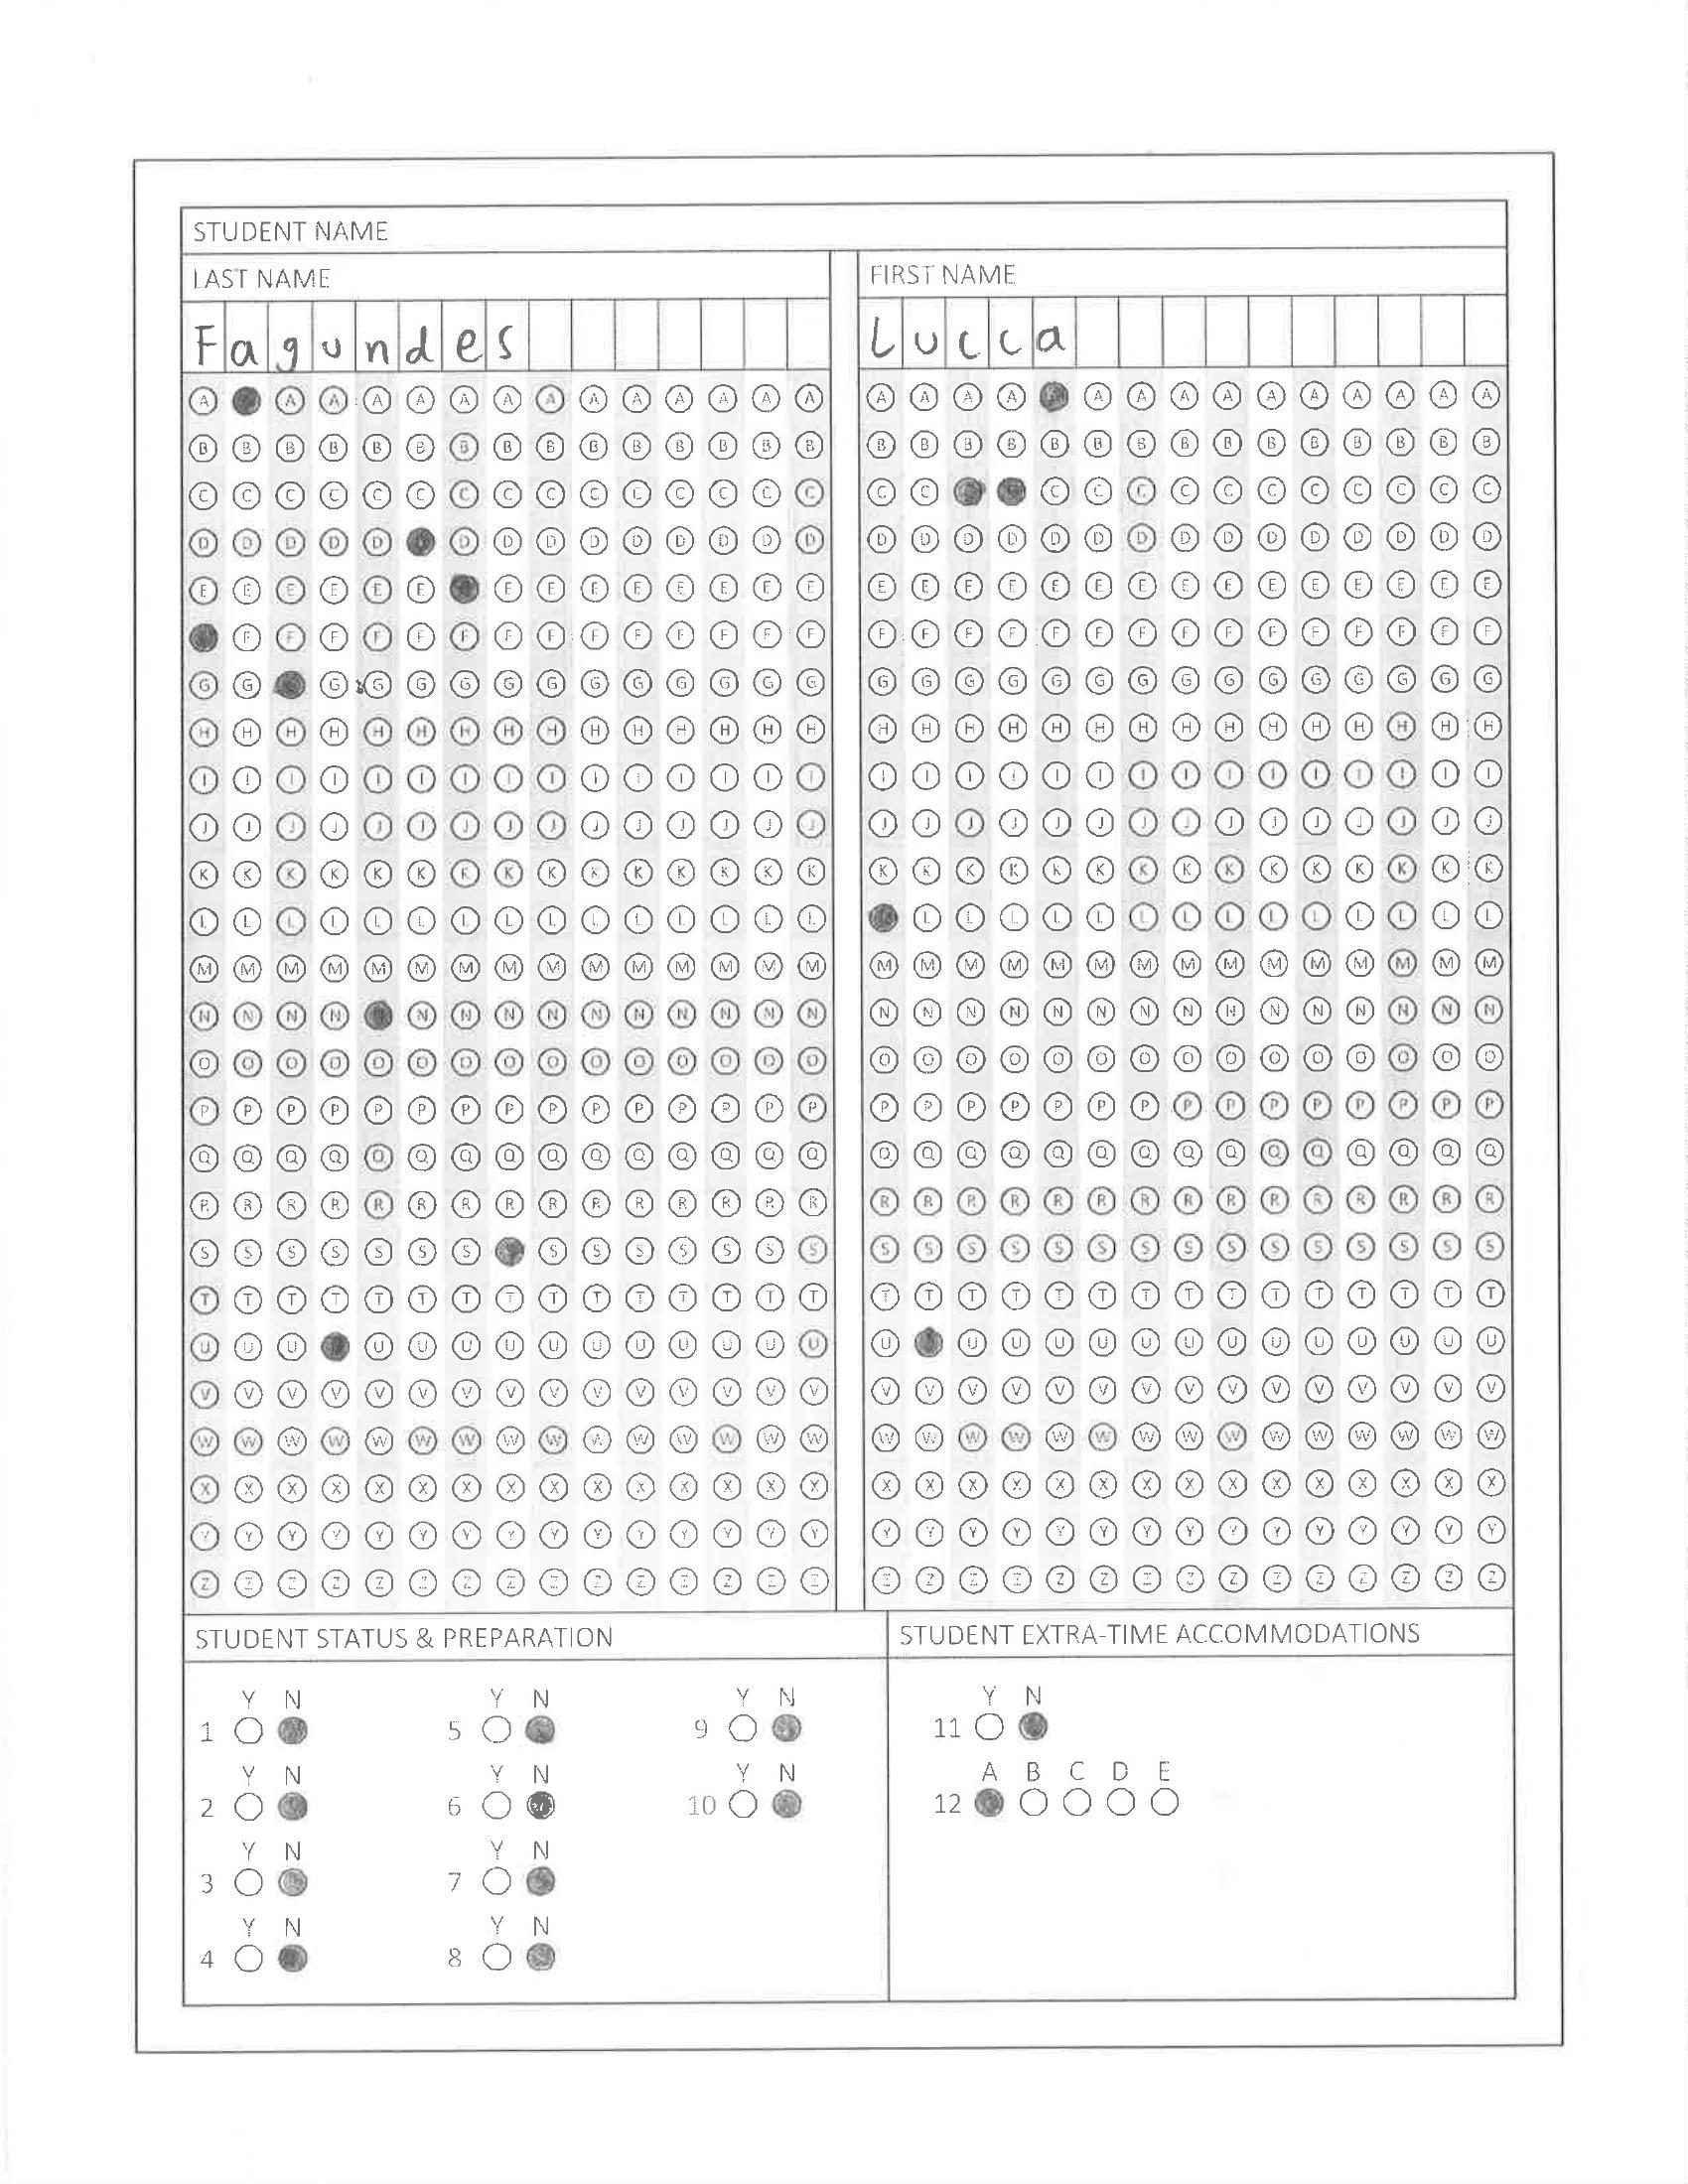 STUDENT NAME
LAST NAME
FIRST NAME
Fagundes
Lucca
A A A A A A A A A A A A A A A A A A A A A A A A A A A A
B B B B B B B B B B B B B B B B B B B B B B B B B B B B B B
C C C C C C C C C C C C C C C C C C C C C C C C C C C C
D D D D D D D D D D D D D D D D D D D D D D D D D D D D D
E E E E E E E E E E E E E E E E E E E E E E E E E E E E E
F F F F F F F F F F F F F F F F F F F F F F F F F F F F F
G G G G G G G G G G G G G G G G G G G G G G G G G G G G G
H H H H H H H H H H H H H H H H H H H H H H H H H H H H H H
I I I I I I I I I I I I I I I I I I I I I I I I I I I I I I
J J J J J J J J J J J J J J J J J J J J J J J J J J J J J J
K K K K K K K K K K K K K K K K K K K K K K K K K K K K K K
L L L L L L L L L L L L L L L L L L L L L L L L L L L L L
M M M M M M M M M M M M M M M M M M M M M M M M M M M M M M
N N N N N N N N N N N N N N N N N N N N N N N N N N N N N
O O O O O O O O O O O O O O O O O O O O O O O O O O O O O O
P P P P P P P P P P P P P P P P P P P P P P P P P P P P P P
Q Q Q Q Q Q Q Q Q Q Q Q Q Q Q Q Q Q Q Q Q Q Q Q Q Q Q Q Q Q
R R R R R R R R R R R R R R R R R R R R R R R R R R R R R R
S S S S S S S S S S S S S S S S S S S S S S S S S S S S S
T T T T T T T T T T T T T T T T T T T T T T T T T T T T T T
U U U U U U U U U U U U U U U U U U U U U U U U U U U U
V V V V V V V V V V V V V V V V V V V V V V V V V V V V V V
W W W W W W W W W W W W W W W W W W W W W W W W W W W W W W
X X X X X X X X X X X X X X X X X X X X X X X X X X X X X X
Y Y Y Y Y Y Y Y Y Y Y Y Y Y Y Y Y Y Y Y Y Y Y Y Y Y Y Y Y Y
Z Z Z Z Z Z Z Z Z Z Z Z Z Z Z Z Z Z Z Z Z Z Z Z Z Z Z Z Z Z
STUDENT STATUS & PREPARATION
Y N Y N Y N
1 5 9
Y N Y N Y N
2 6 10
Y N Y N
3 7
Y N Y N
4 8
STUDENT EXTRA-TIME ACCOMMODATIONS
Y N
11
A B C D E
12